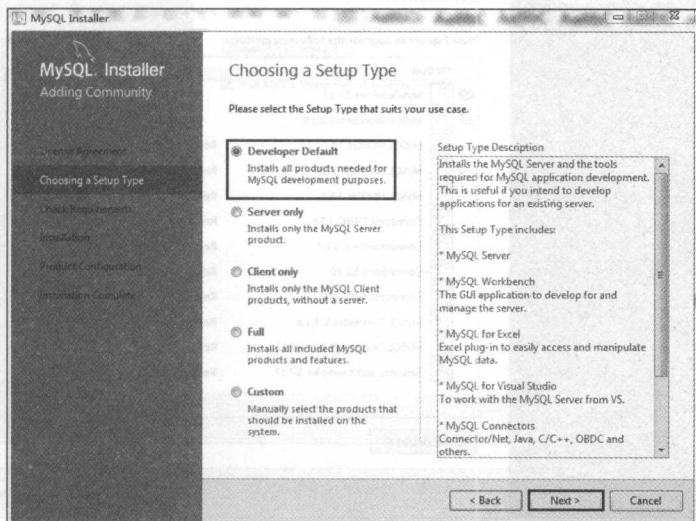 MySQL Installer
MySQL. Installer
Adding Community
License Agreement
Choosing a Setup Type
Check Requirements
Installation
Product Configuration
Installation Complete
Choosing a Setup Type
Please select the Setup Type that suits your use case.
Developer Default
Installs all products needed for
MySQL development purposes.
Server only
Installs only the MySQL Server
product.
Client only
Installs only the MySQL Client
products, without a server.
Full
Installs all included MySQL
products and features.
Custom
Manually select the products that
should be installed on the
system.
Setup Type Description
Installs the MySQL Server and the tools
required for MySQL application development.
This is useful if you intend to develop
applications for an existing server.
This Setup Type includes:
* MySQL Server
* MySQL Workbench
The GUI application to develop for and
manage the server.
* MySQL for Excel
Excel plug-in to easily access and manipulate
MySQL data.
* MySQL for Visual Studio
To work with the MySQL Server from VS.
* MySQL Connectors
Connector/Net, Java, C/C++, OBDC and
others.
< Back
Next >
Cancel